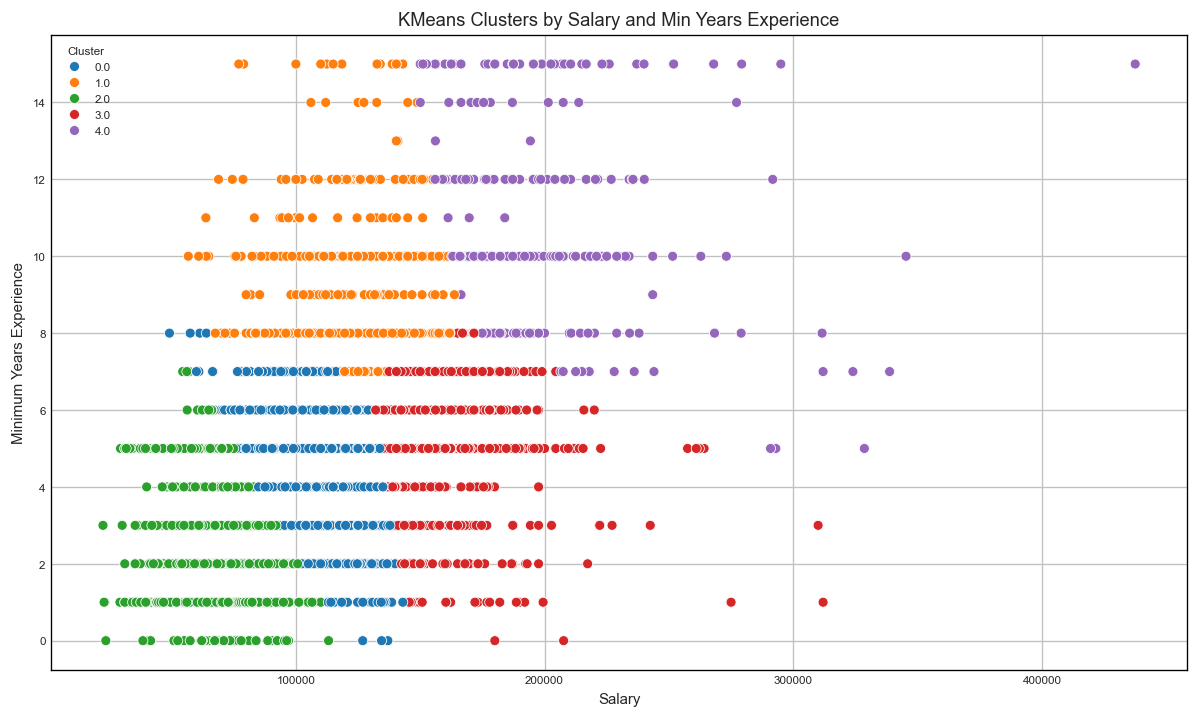 KMeans Clusters by Salary and Min Years Experience
Cluster
0.0
1.0
2.0
3.0
4.0
Minimum Years Experience
14
12
10
8
6
4
2
0
100000 200000 300000 400000
Salary